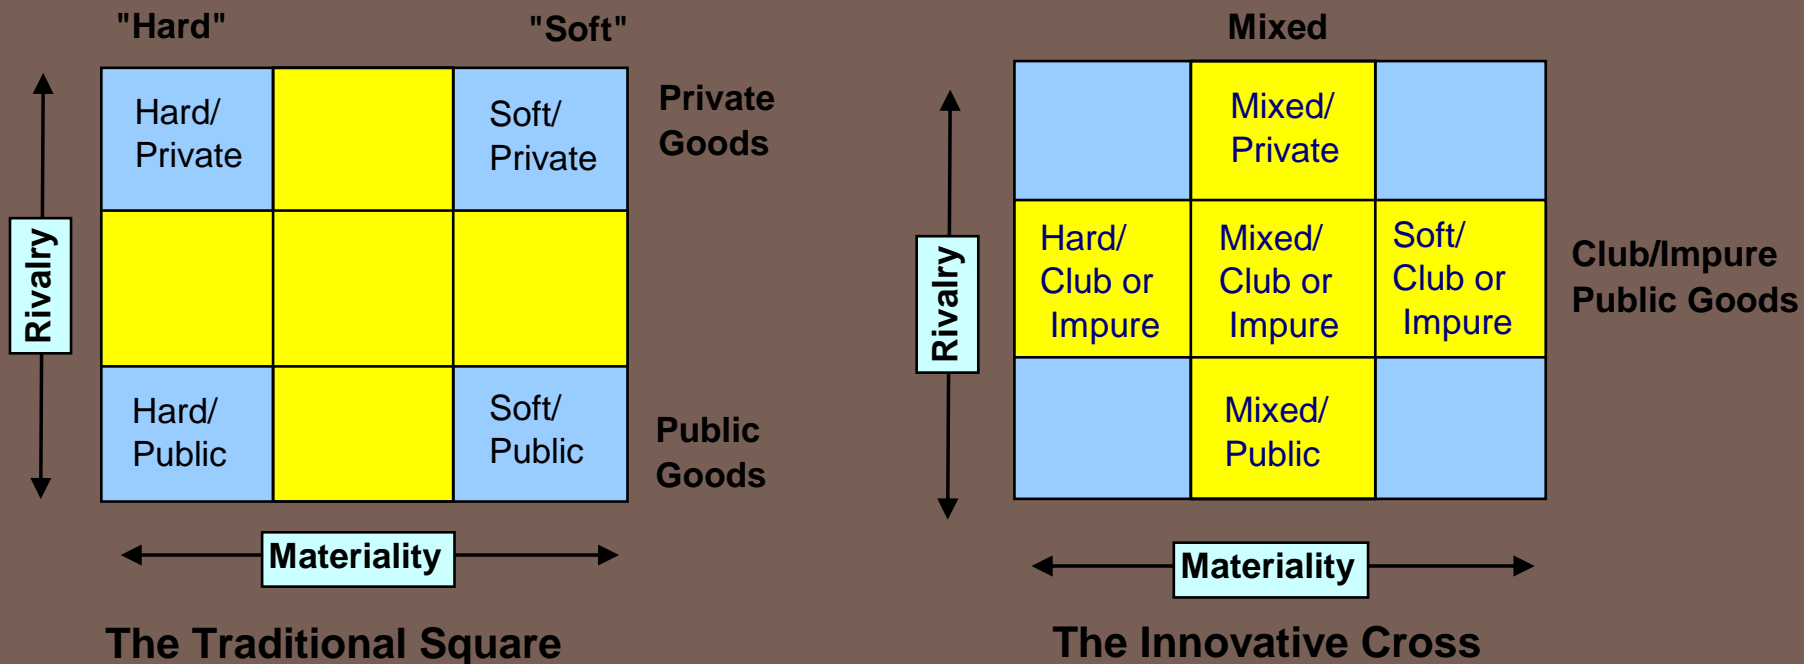 "Hard"
"Soft"
Hard/
Private
Soft/
Private
Private
Goods
Rivalry
Hard/
Public
Soft/
Public
Public
Goods
Materiality
The Traditional Square
Mixed
Mixed/
Private
Rivalry
Hard/
Club or
Impure
Mixed/
Club or
Impure
Soft/
Club or
Impure
Club/Impure
Public Goods
Mixed/
Public
Materiality
The Innovative Cross